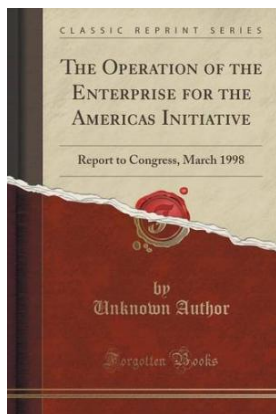 CLASSIC REPRINT SERIES
THE OPERATION OF THE
ENTERPRISE FOR THE
AMERICAS INITIATIVE
Report to Congress, March 1998
by
Unknown Author
Forgotten Books